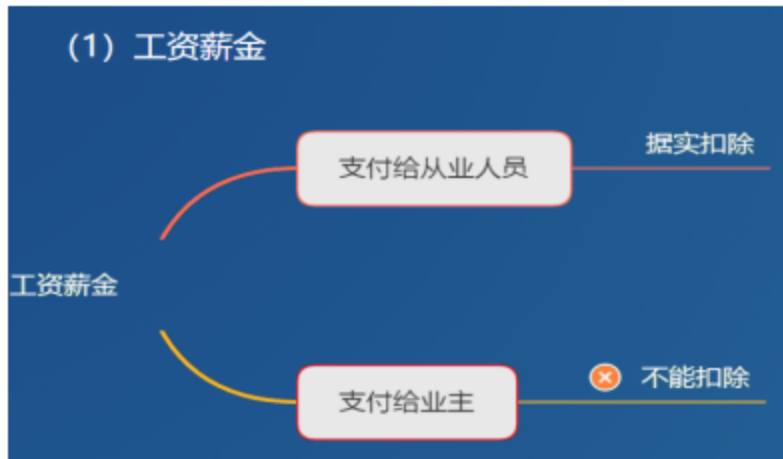 （1）工资薪金
支付给从业人员
据实扣除
工资薪金
支付给业主
不能扣除